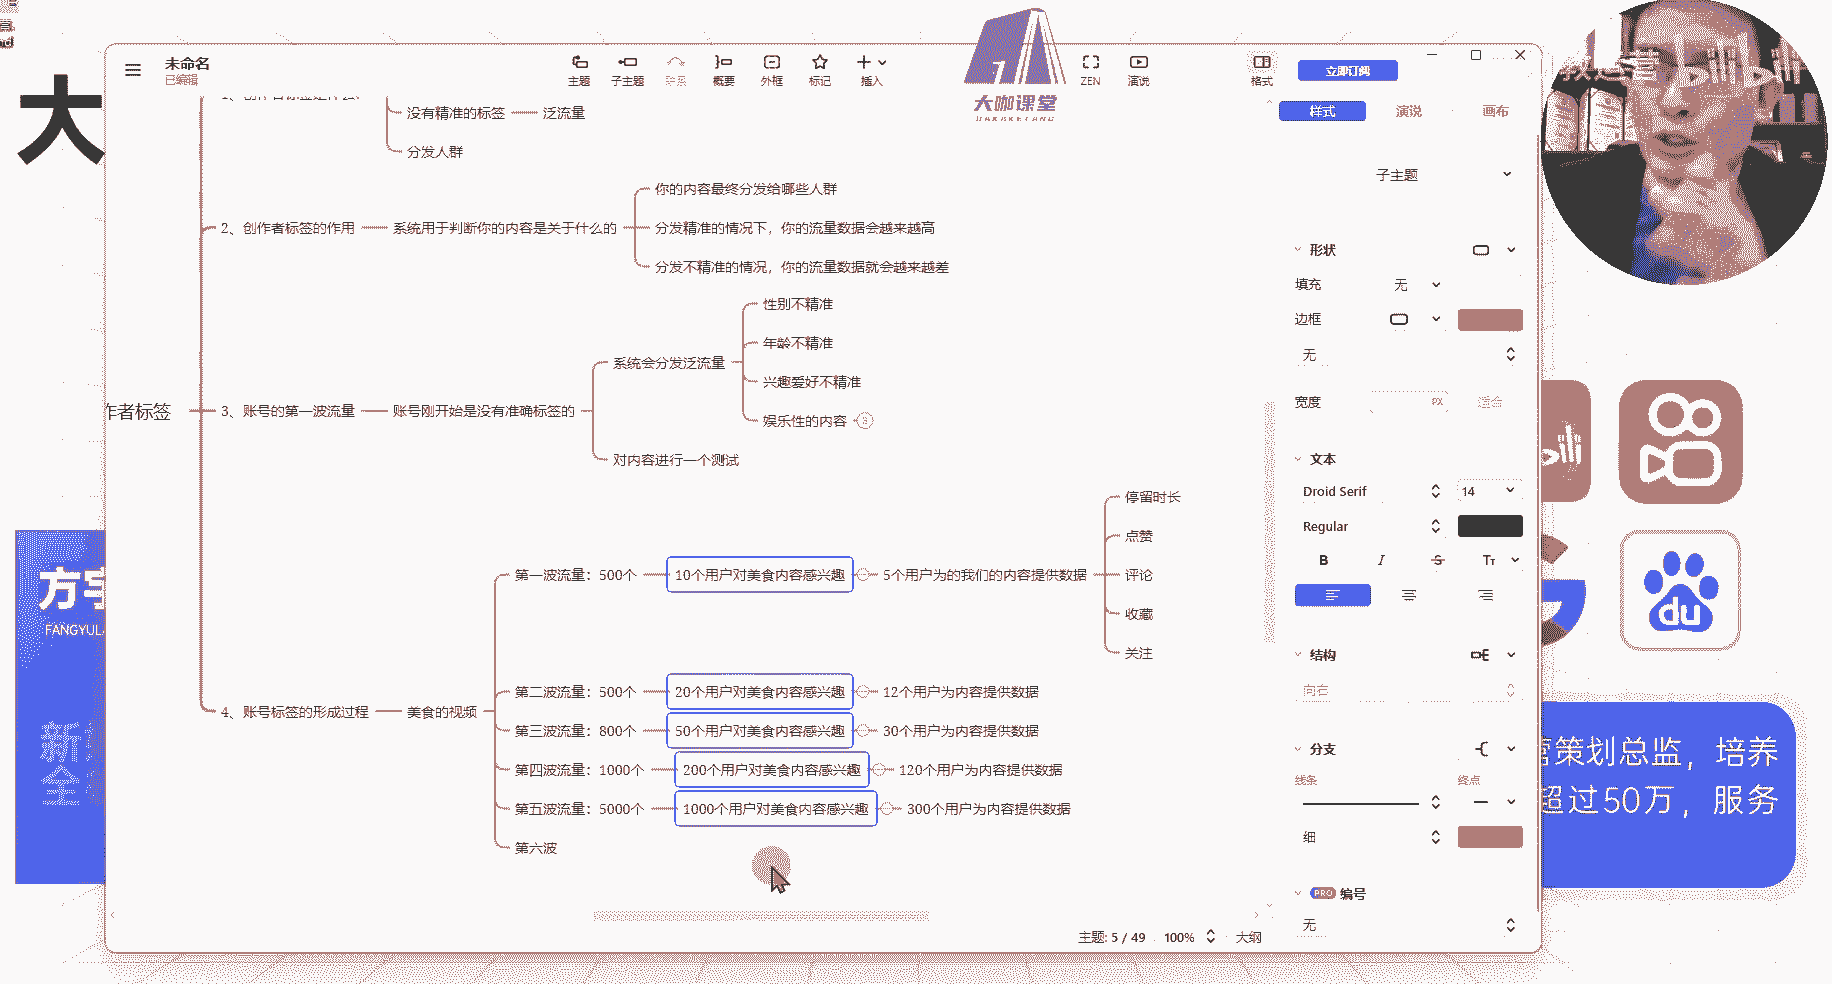 未命名
已编辑
主题
子主题
联系
概要
外框
标记
插入
ZEN
演说
格式
立即订阅
大咖课堂
DAKAKETANG
样式
演说
画布
大
没有精准的标签
泛流量
分发人群
2、创作者标签的作用
系统用于判断你的内容是关于什么的
你的内容最终分发给哪些人群
分发精准的情况下，你的流量数据会越来越高
分发不精准的情况，你的流量数据就会越来越差
作者标签
3、账号的第一波流量
账号刚开始是没有准确标签的
系统会分发泛流量
性别不精准
年龄不精准
兴趣爱好不精准
娱乐性的内容
对内容进行一个测试
4、账号标签的形成过程
美食的视频
第一波流量：500个
10个用户对美食内容感兴趣
5个用户为的我们的内容提供数据
停留时长
点赞
评论
收藏
关注
第二波流量：500个
20个用户对美食内容感兴趣
12个用户为内容提供数据
第三波流量：800个
50个用户对美食内容感兴趣
30个用户为内容提供数据
第四波流量：1000个
200个用户对美食内容感兴趣
120个用户为内容提供数据
第五波流量：5000个
1000个用户对美食内容感兴趣
300个用户为内容提供数据
第六波
子主题
形状
填充
无
边框
无
宽度
PX
适合
文本
Droid Serif
14
Regular
B
I
S
Tт
结构
向右
分支
线条
终点
细
PRO 编号
无
主题: 5 / 49
100%
大纲
FANGYUL
新
全
du
策划总监，培养
超过50万，服务